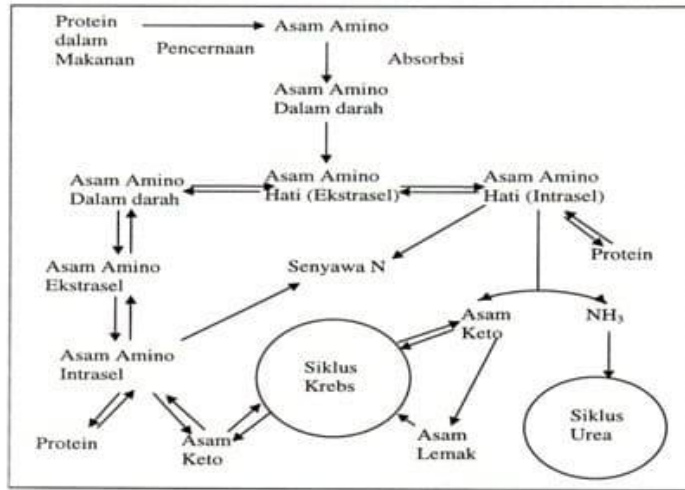 Protein
dalam
Makanan
Pencernaan
Asam Amino
Absorbsi
Asam Amino
Dalam darah
Asam Amino
Dalam darah
Asam Amino
Hati (Ekstrasel)
Asam Amino
Hati (Intrasel)
Protein
Asam Amino
Ekstrasel
Senyawa N
Asam
Keto
NH₃
Asam Amino
Intrasel
Siklus
Krebs
Siklus
Urea
Protein
Asam
Keto
Asam
Lemak